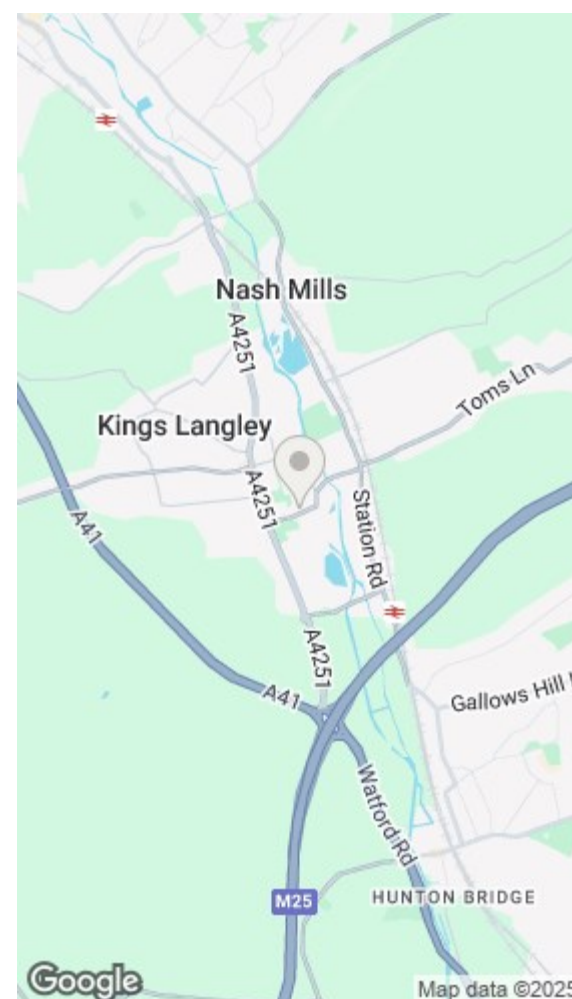 Nash Mills
A4251
Toms Ln
Kings Langley
A4251
Station Rd
A41
A4251
A41
Gallows Hill
Watford Rd
M25
HUNTON BRIDGE
Google
Map data ©2025